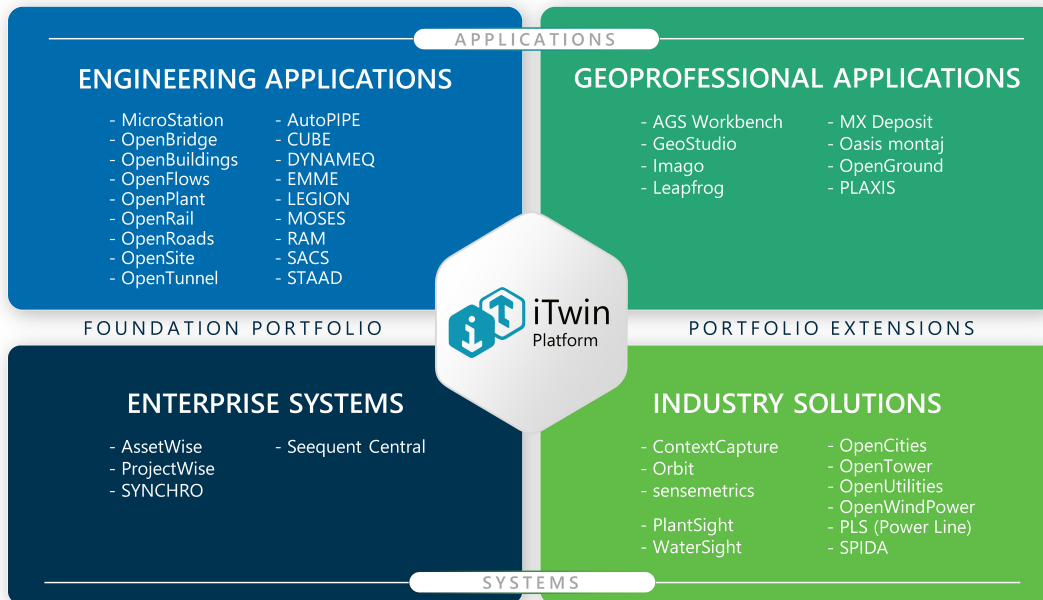 APPLICATIONS
ENGINEERING APPLICATIONS
- MicroStation
- OpenBridge
- OpenBuildings
- OpenFlows
- OpenPlant
- OpenRail
- OpenRoads
- OpenSite
- OpenTunnel
- AutoPIPE
- CUBE
- DYNAMEQ
- EMME
- LEGION
- MOSES
- RAM
- SACS
- STAAD
GEOPROFESSIONAL APPLICATIONS
- AGS Workbench
- GeoStudio
- Imago
- Leapfrog
- MX Deposit
- Oasis montaj
- OpenGround
- PLAXIS
iT
iTwin
Platform
FOUNDATION PORTFOLIO
PORTFOLIO EXTENSIONS
ENTERPRISE SYSTEMS
- AssetWise
- ProjectWise
- SYNCHRO
- Seequent Central
INDUSTRY SOLUTIONS
- ContextCapture
- Orbit
- sensemetrics
- PlantSight
- WaterSight
- OpenCities
- OpenTower
- OpenUtilities
- OpenWindPower
- PLS (Power Line)
- SPIDA
SYSTEMS